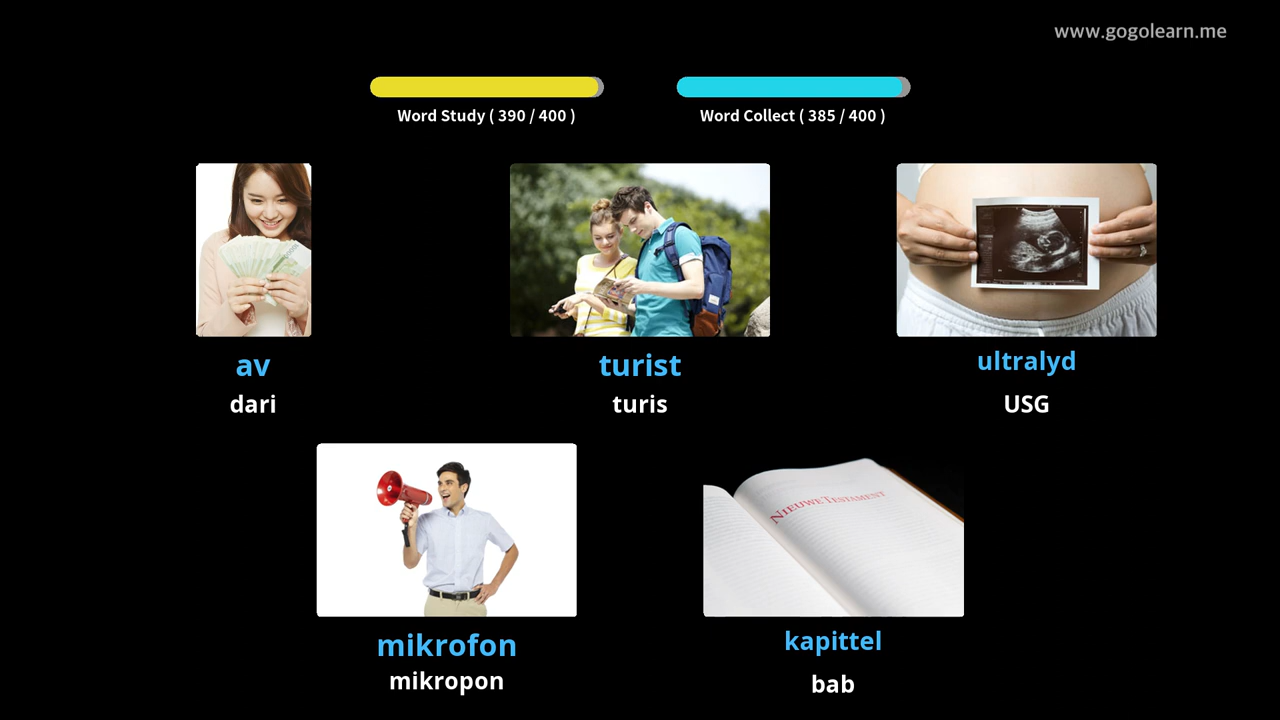 www.gogolearn.me
Word Study ( 390 / 400 )
Word Collect ( 385 / 400 )
av
dari
turist
turis
ultralyd
USG
NIEUWE TESTAMENT
mikrofon
mikropon
kapittel
bab